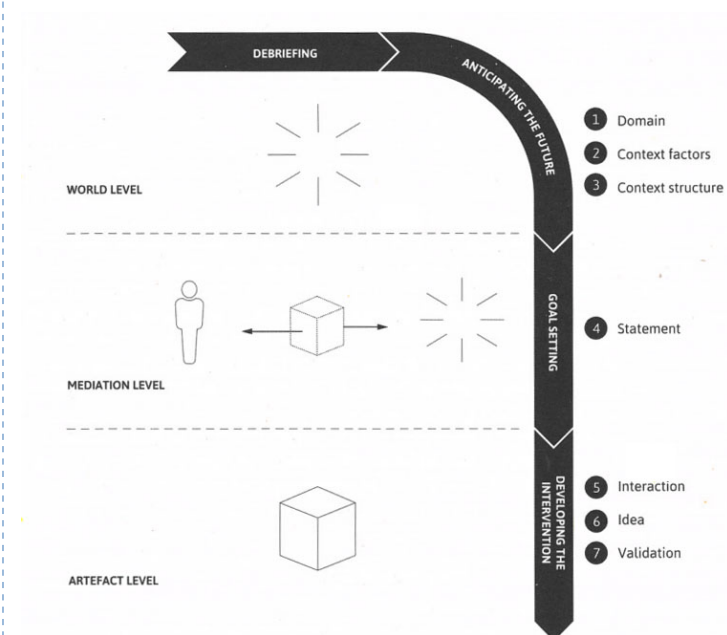 DEBRIEFING
ANTICIPATING THE FUTURE
1 Domain
2 Context factors
3 Context structure
WORLD LEVEL
GOAL SETTING
4 Statement
MEDIATION LEVEL
DEVELOPING THE
INTERVENTION
5 Interaction
6 Idea
7 Validation
ARTEFACT LEVEL